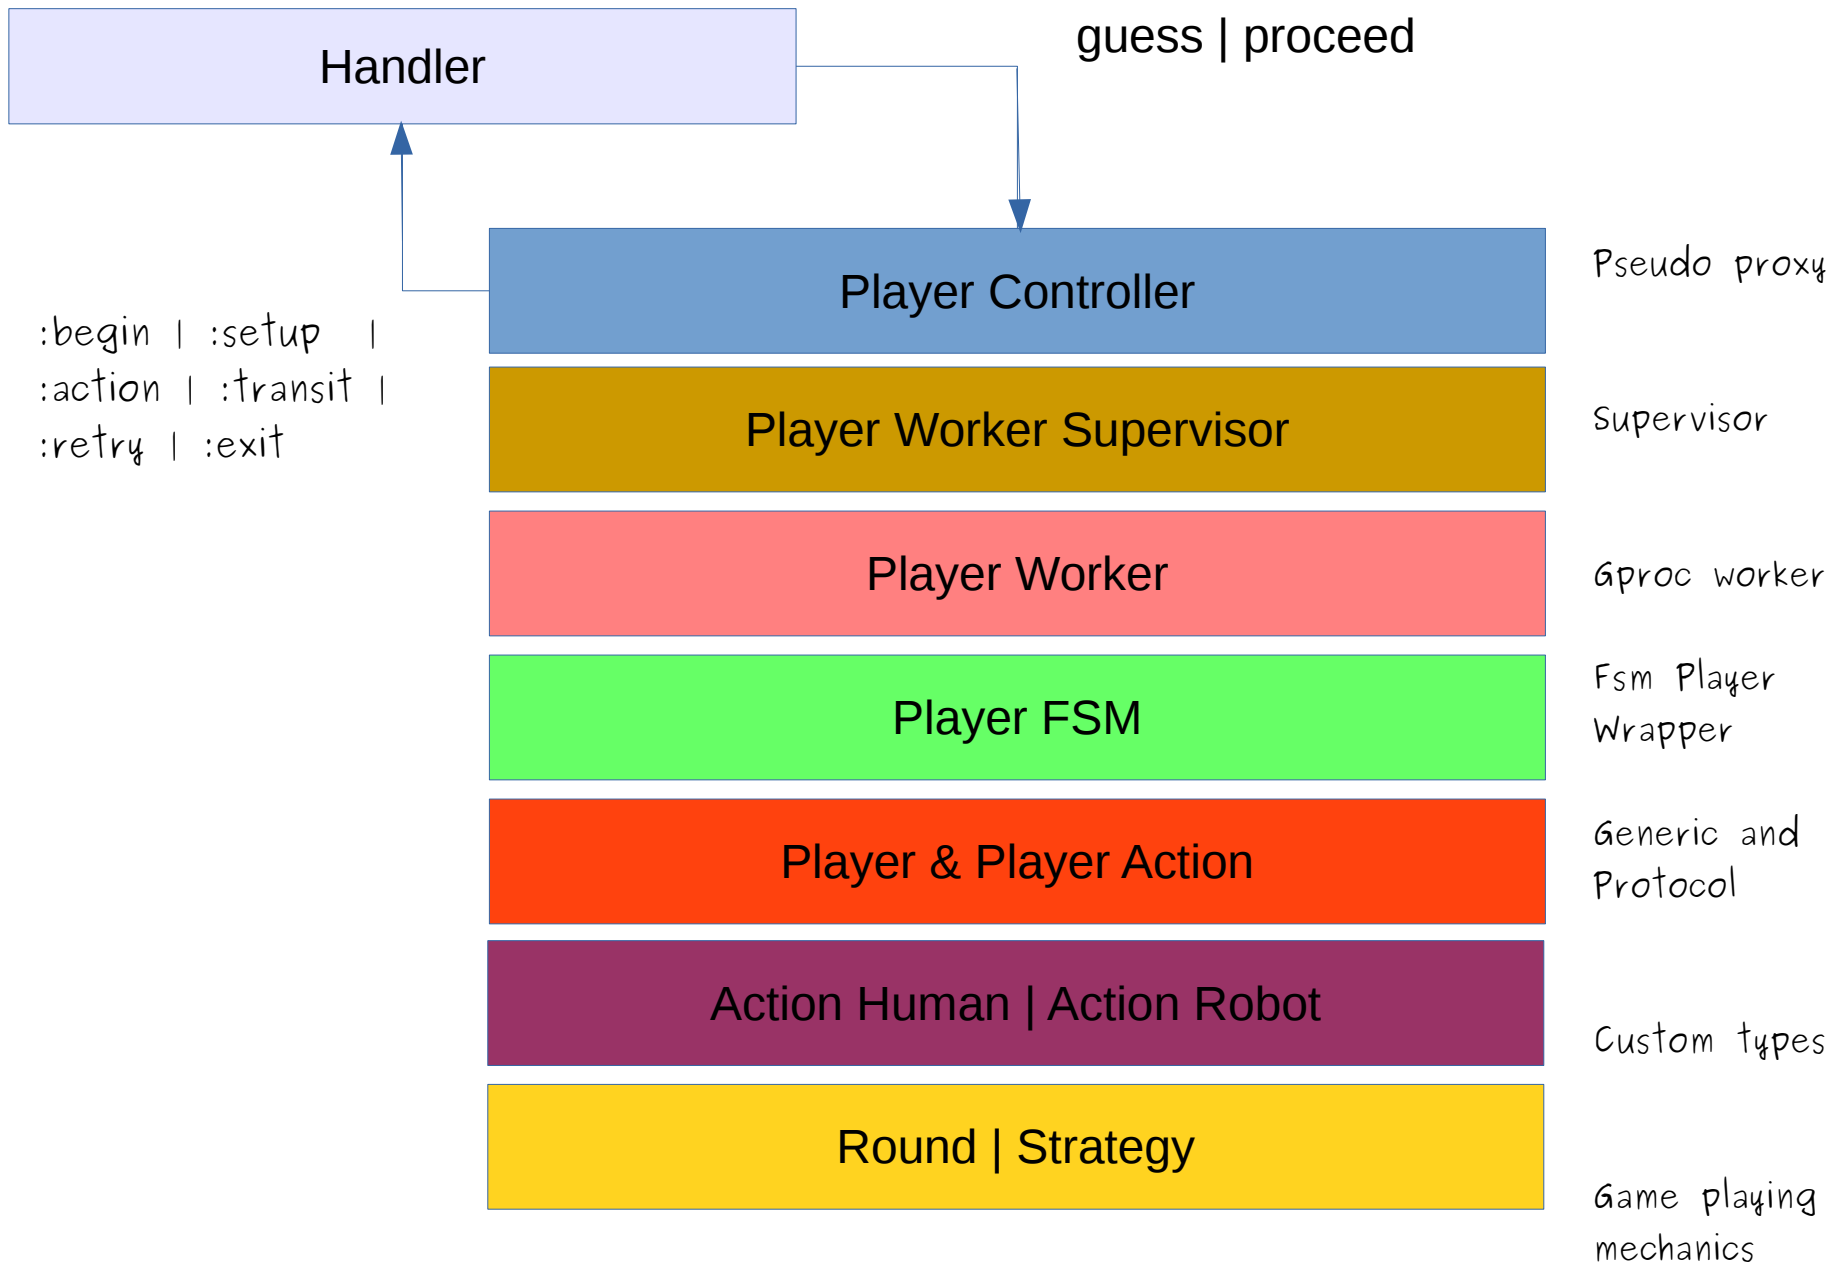 Handler
guess | proceed
Player Controller
Pseudo proxy
:begin | :setup |
:action | :transit |
:retry | :exit
Player Worker Supervisor
Supervisor
Player Worker
Gproc worker
Player FSM
Fsm Player
Wrapper
Player & Player Action
Generic and
Protocol
Action Human | Action Robot
Custom types
Round | Strategy
Game playing
mechanics